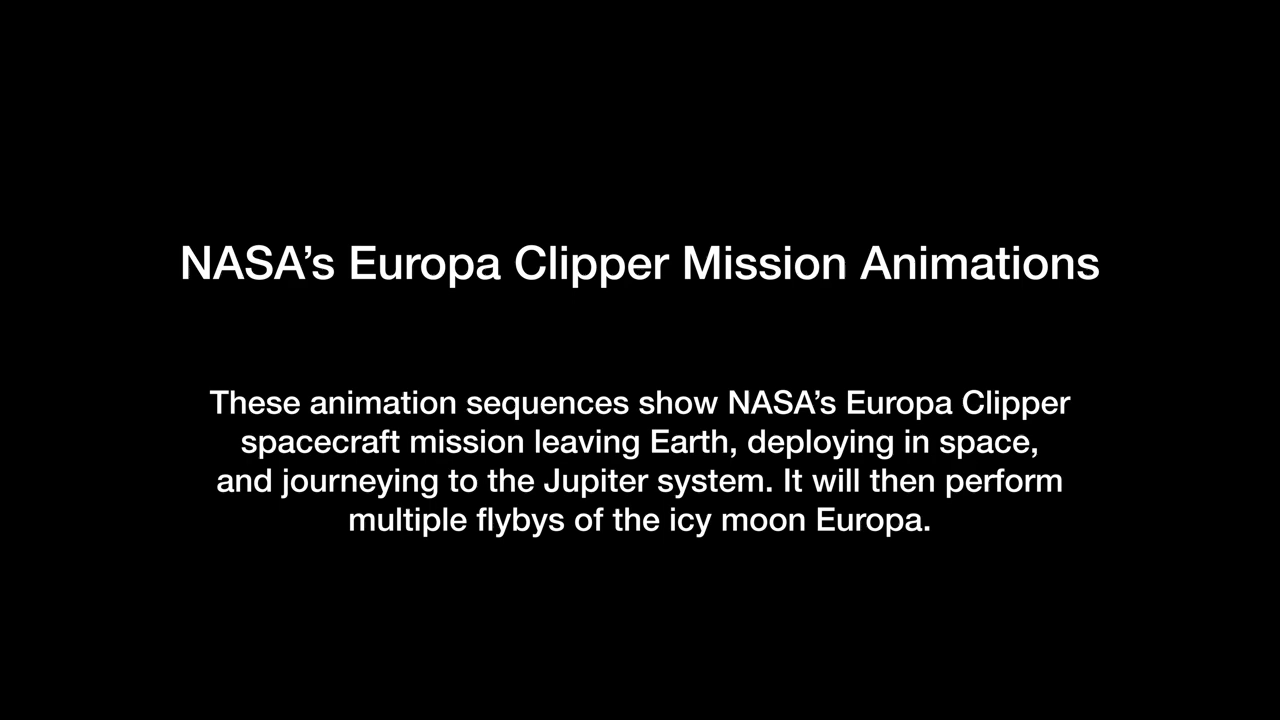 NASA’s Europa Clipper Mission Animations
These animation sequences show NASA’s Europa Clipper
spacecraft mission leaving Earth, deploying in space,
and journeying to the Jupiter system. It will then perform
multiple flybys of the icy moon Europa.